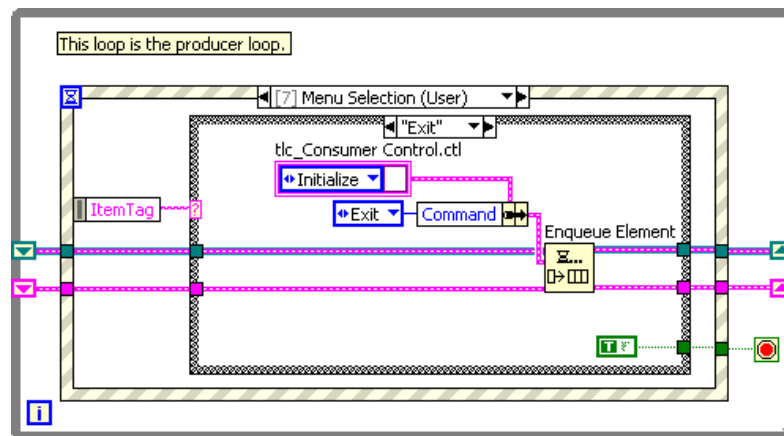 This loop is the producer loop.
[7] Menu Selection (User)
"Exit"
tlc_Consumer Control.ctl
Initialize
ItemTag
?
Exit
Command
Enqueue Element
T
i